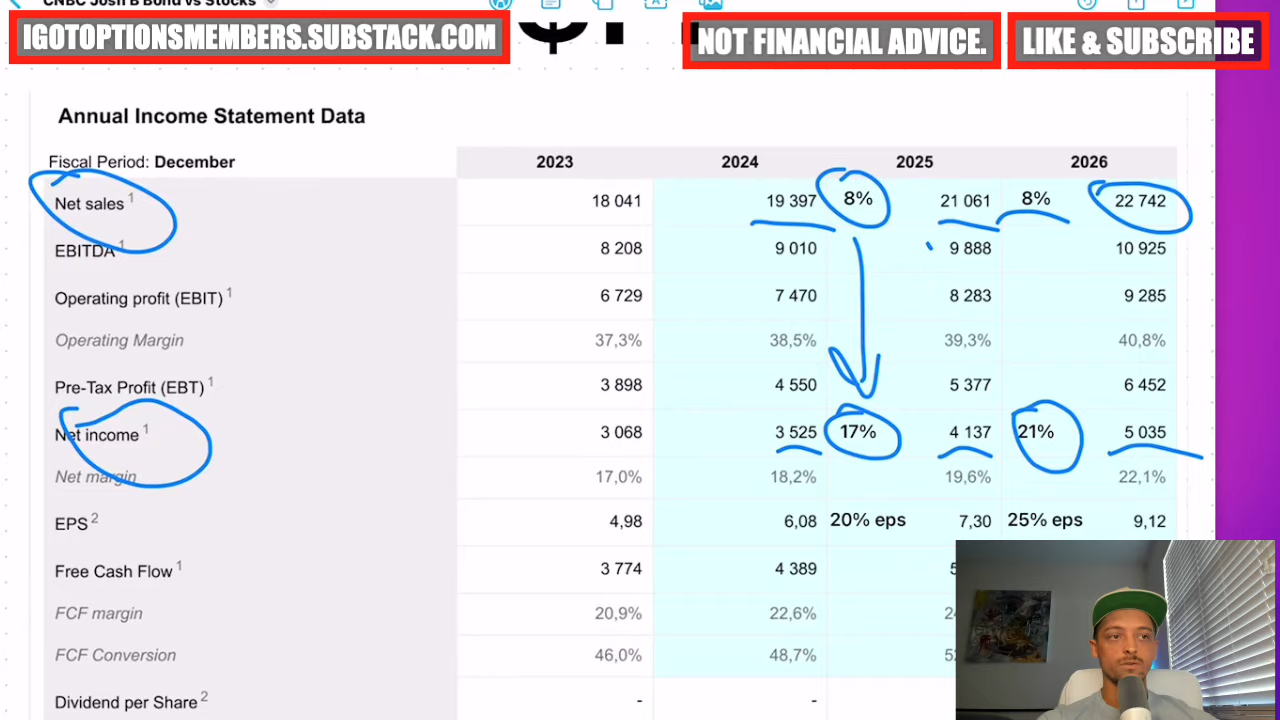 CNBC Josh B Bond vs Stocks
IGOTOPTIONSMEMBERS.SUBSTACK.COM
NOT FINANCIAL ADVICE.
LIKE & SUBSCRIBE
Annual Income Statement Data
Fiscal Period: December 2023 2024 2025 2026
Net sales 1 18 041 19 397 8% 21 061 8% 22 742
EBITDA 1 8 208 9 010 9 888 10 925
Operating profit (EBIT) 1 6 729 7 470 8 283 9 285
Operating Margin 37,3% 38,5% 39,3% 40,8%
Pre-Tax Profit (EBT) 1 3 898 4 550 5 377 6 452
Net income 1 3 068 3 525 17% 4 137 21% 5 035
Net margin 17,0% 18,2% 19,6% 22,1%
EPS 2 4,98 6,08 20% eps 7,30 25% eps 9,12
Free Cash Flow 1 3 774 4 389
FCF margin 20,9% 22,6%
FCF Conversion 46,0% 48,7%
Dividend per Share 2 - -